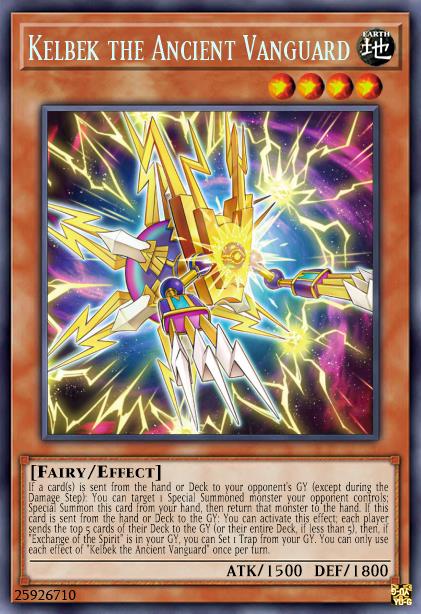 KELBEK THE ANCIENT VANGUARD
EARTH
地
[FAIRY/EFFECT]
If a card(s) is sent from the hand or Deck to your opponent's GY (except during the
Damage Step): You can target 1 Special Summoned monster your opponent controls;
Special Summon this card from your hand, then return that monster to the hand. If this
card is sent from the hand or Deck to the GY: You can activate this effect; each player
sends the top 5 cards of their Deck to the GY (or their entire Deck, if less than 5), then, if
"Exchange of the Spirit" is in your GY, you can Set 1 Trap from your GY. You can only use
each effect of "Kelbek the Ancient Vanguard" once per turn.
ATK/1500 DEF/1800
25926710